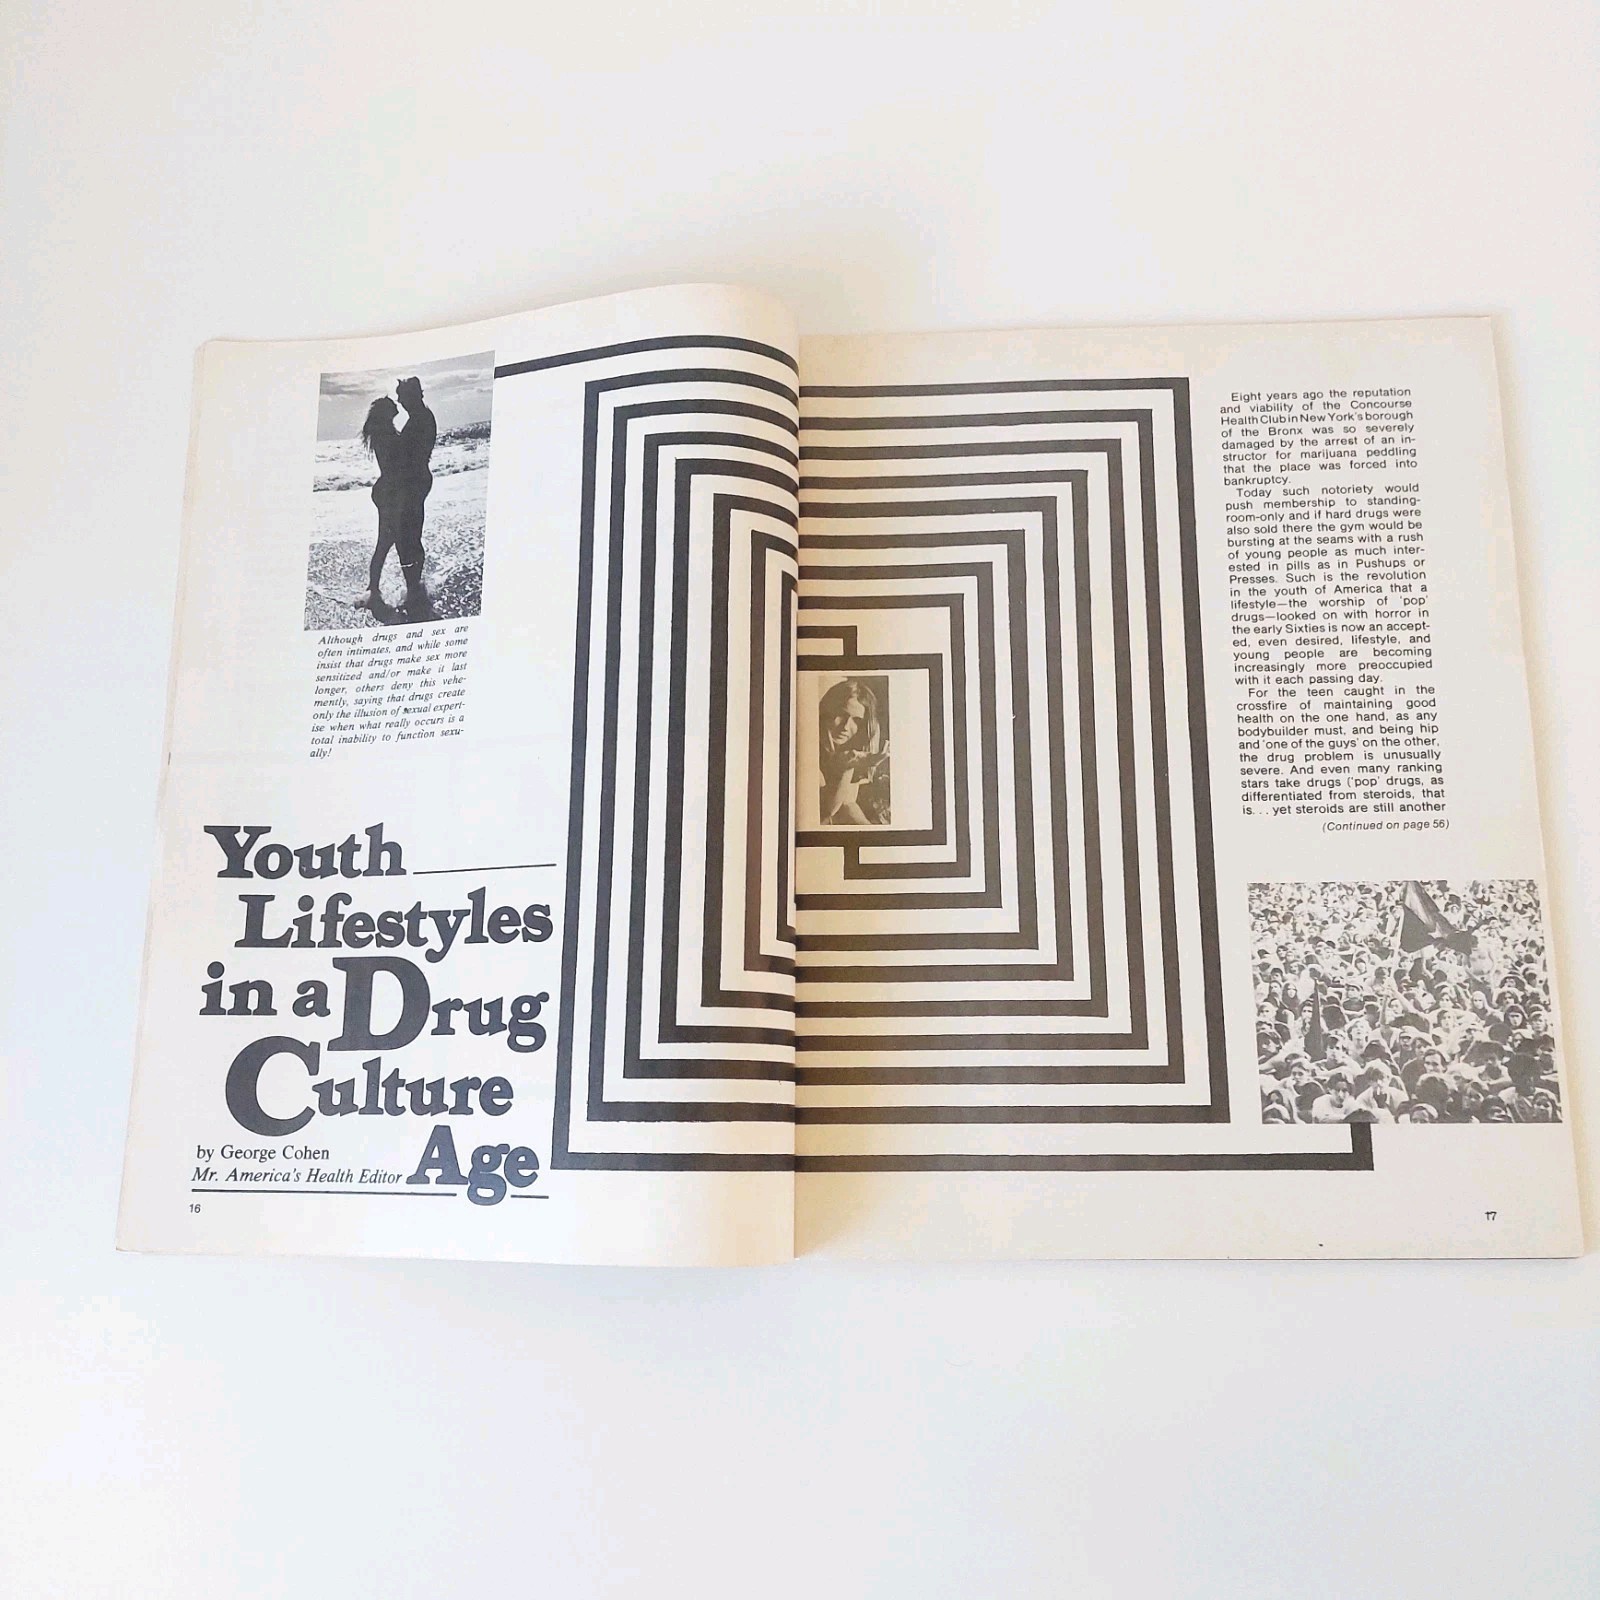 Although drugs and sex are
often intimates, and while some
insist that drugs make sex more
sensitized and/or make it last
longer, others deny this vehe-
mently, saying that drugs create
only the illusion of sexual expert-
ise when what really occurs is a
total inability to function sexu-
ally!
Youth
Lifestyles
in a Drug
Culture
Age
by George Cohen
Mr. America's Health Editor
16
Eight years ago the reputation
and viability of the Concourse
Health Club in New York's borough
of the Bronx was so severely
damaged by the arrest of an in-
structor for marijuana peddling
that the place was forced into
bankruptcy.
Today such notoriety would
push membership to standing-
room-only and if hard drugs were
also sold there the gym would be
bursting at the seams with a rush
of young people as much inter-
ested in pills as in Pushups or
Presses. Such is the revolution
in the youth of America that a
lifestyle—the worship of 'pop'
drugs—looked on with horror in
the early Sixties is now an accept-
ed, even desired, lifestyle, and
young people are becoming
increasingly more preoccupied
with it each passing day.
For the teen caught in the
crossfire of maintaining good
health on the one hand, as any
bodybuilder must, and being hip
and 'one of the guys' on the other,
the drug problem is unusually
severe. And even many ranking
stars take drugs ('pop' drugs, as
differentiated from steroids, that
is. . . yet steroids are still another
(Continued on page 56)
17